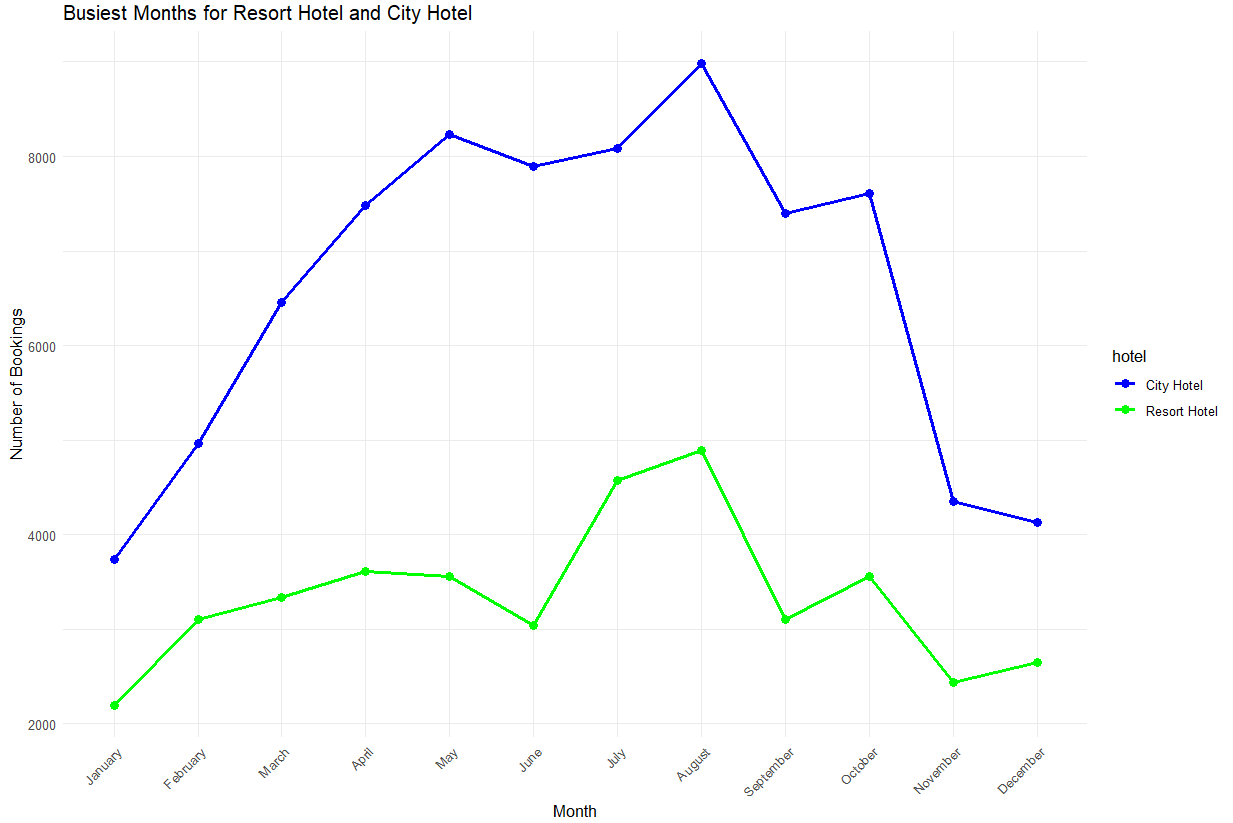 Busiest Months for Resort Hotel and City Hotel
Number of Bookings
8000
6000
4000
2000
January
February
March
April
May
June
July
August
September
October
November
December
Month
hotel
City Hotel
Resort Hotel